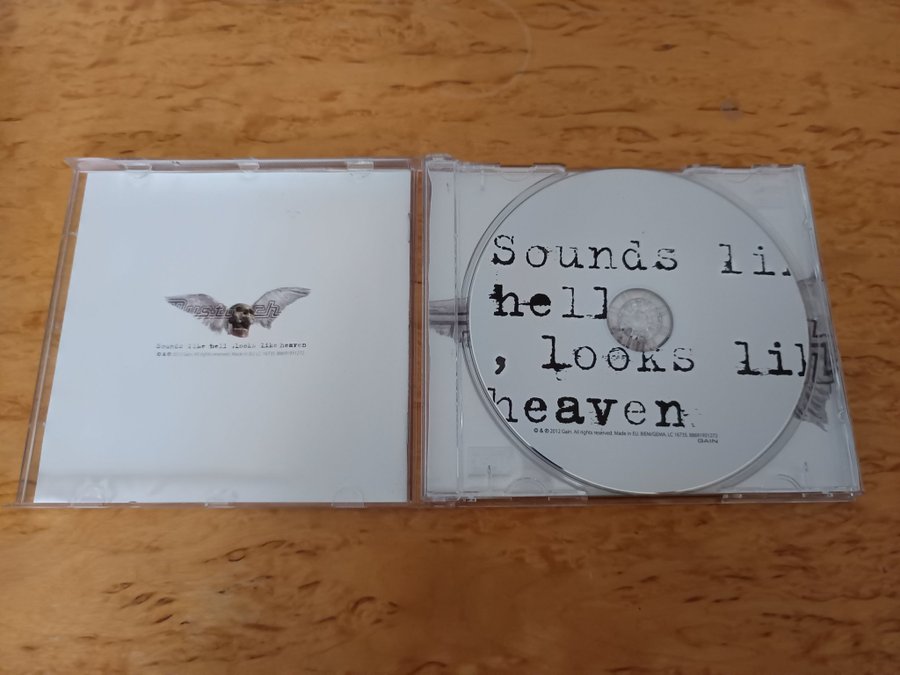 Sounds like hell ,looks like heaven
Sounds li
hell
, looks li
heaven
© & ℗ 2012 Gain. All rights reserved. Made in EU. BIEM/GEMA. LC 16735. 88691901272
GAIN